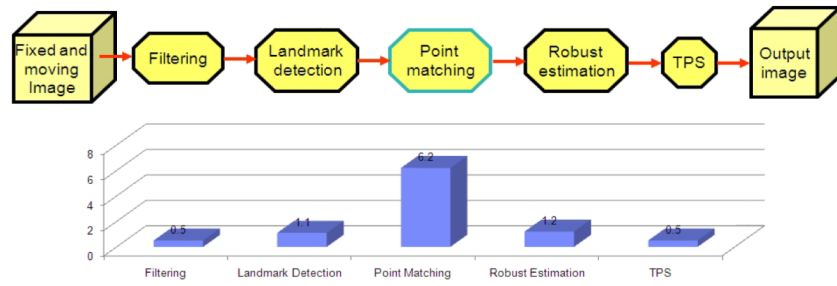 Fixed and
moving
Image
Filtering
Landmark
detection
Point
matching
Robust
estimation
TPS
Output
image
8
6
4
2
0
0.5
1.1
6.2
1.2
0.5
Filtering
Landmark Detection
Point Matching
Robust Estimation
TPS